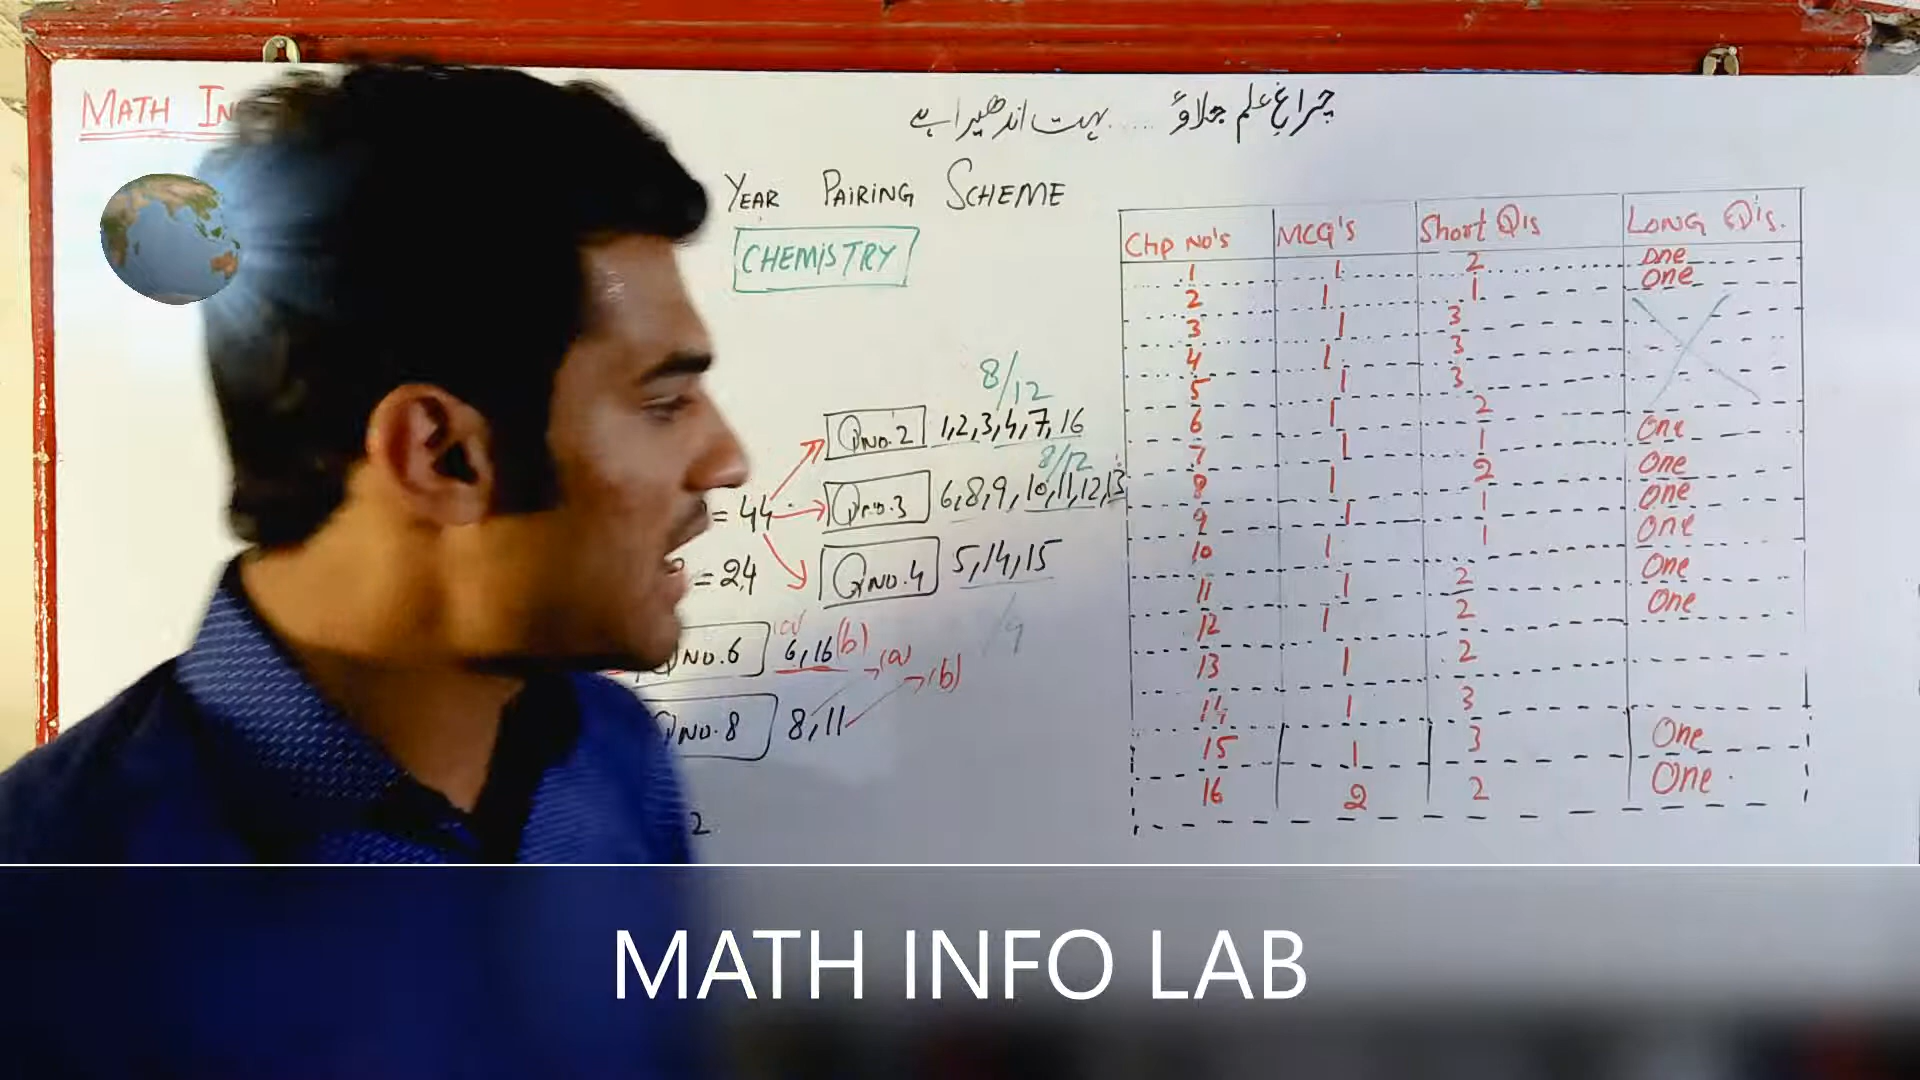 MATH IN
چراغِ علم جلاؤ ..... بہت اندھیرا ہے
YEAR PAIRING SCHEME
CHEMISTRY
8/12
QNO.2 1,2,3,4,7,16
8/12
= 44 QNO.3 6,8,9,10,11,12,13
= 24 QNO.4 5,14,15
(a)
NO.6 6,16(b) (a)
(b)
NO.8 8,11
2
Chp No's MCQ's Short Q's LONG Q's.
1 1 2 One
2 1 1 One
3 1 3
4 1 3
5 1 3
6 1 2
7 1 1 One
8 1 2 One
9 1 1 One
10 1 1 One
11 1 2 One
12 1 2 One
13 1 2
14 1 3
15 1 3 One
16 2 2 One
MATH INFO LAB